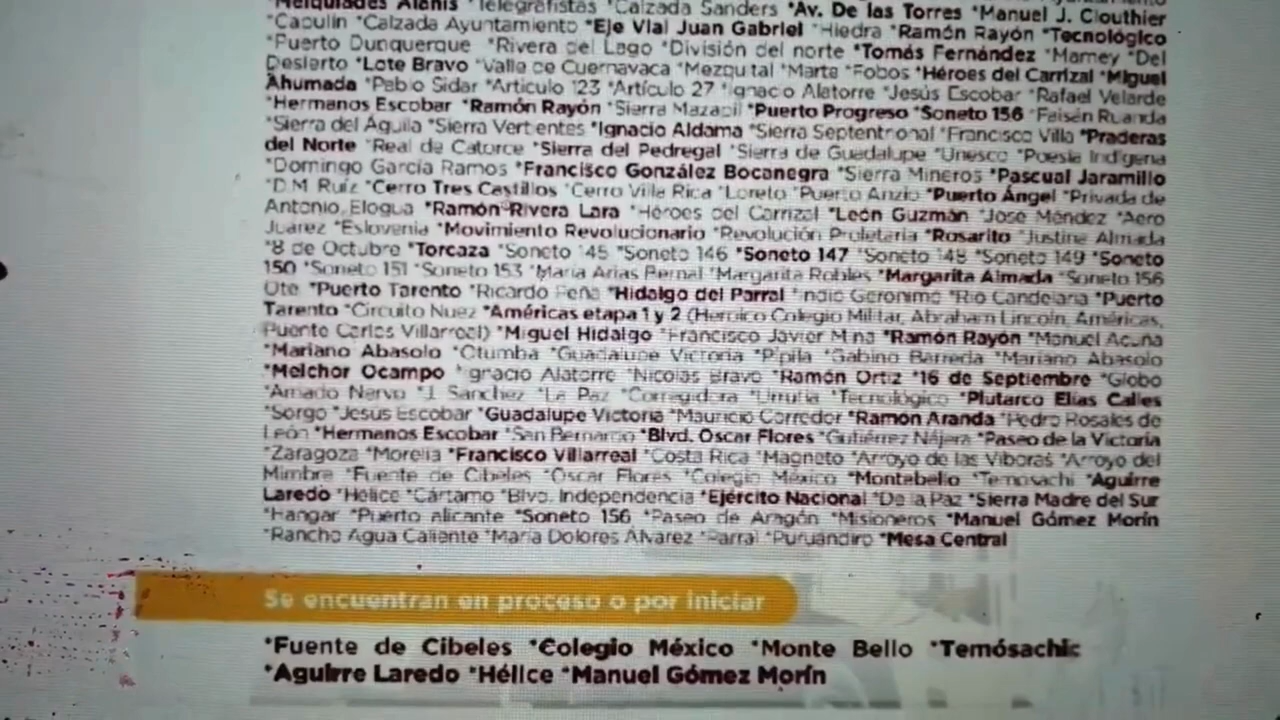 Melquiades Alanís *Telegrafistas *Calzada Sanders *Av. De las Torres *Manuel J. Clouthier
*Capulin *Calzada Ayuntamiento *Eje Vial Juan Gabriel *Hiedra *Ramón Rayón *Tecnológico
*Puerto Dunquerque *Rivera del Lago *División del norte *Tomás Fernández *Mamey *Del
Desierto *Lote Bravo *Valle de Cuernavaca *Mezquital *Marte *Fobos *Héroes del Carrizal *Miguel
Ahumada *Pablo Sidar *Articulo 123 *Artículo 27 *Ignacio Alatorre *Jesús Escobar *Rafael Velarde
*Hermanos Escobar *Ramón Rayón *Sierra Mazapil *Puerto Progreso *Soneto 156 *Faisán Ruanda
*Sierra del Águila *Sierra Vertientes *Ignacio Aldama *Sierra Septentrional *Francisco Villa *Praderas
del Norte *Real de Catorce *Sierra del Pedregal *Sierra de Guadalupe *Unesco *Poesía Indígena
*Domingo García Ramos *Francisco González Bocanegra *Sierra Mineros *Pascual Jaramillo
*D.M. Ruíz *Cerro Tres Castillos *Cerro Villa Rica *Loreto *Puerto Anzio *Puerto Ángel *Privada de
Antonio Elogua *Ramón Rivera Lara *Héroes del Carrizal *León Guzmán *José Méndez *Aero
Juárez *Eslovenia *Movimiento Revolucionario *Revolución Proletaria *Rosarito *Justina Almada
*8 de Octubre *Torcaza *Soneto 145 *Soneto 146 *Soneto 147 *Soneto 148 *Soneto 149 *Soneto
150 *Soneto 151 *Soneto 153 *María Arias Bernal *Margarita Robles *Margarita Almada *Soneto 156
Ote *Puerto Tarento *Ricardo Peña *Hidalgo del Parral *Indio Geronimo *Rio Candelaria *Puerto
Tarento *Circuito Nuez *Américas etapa 1 y 2 (Heroico Colegio Militar, Abraham Lincoln, Américas,
Puente Carlos Villarreal) *Miguel Hidalgo *Francisco Javier Mina *Ramón Rayón *Manuel Acuña
*Mariano Abasolo *Otumba *Guadalupe Victoria *Pípila *Gabino Barreda *Mariano Abasolo
*Melchor Ocampo *Ignacio Alatorre *Nicolas Bravo *Ramón Ortiz *16 de Septiembre *Globo
*Amado Nervo *J. Sanchez *La Paz *Corregidora *Urrutia *Tecnológico *Plutarco Elías Calles
*Sorgo *Jesus Escobar *Guadalupe Victoria *Mauricio Corredor *Ramón Aranda *Pedro Rosales de
León *Hermanos Escobar *San Bernardo *Blvd. Oscar Flores *Gutiérrez Nájera *Paseo de la Victoria
*Zaragoza *Morelia *Francisco Villarreal *Costa Rica *Magneto *Arroyo de las Víboras *Arroyo del
Mimbre *Fuente de Cibeles *Oscar Flores *Colegio México *Montebello *Temosachi *Aguirre
Laredo *Hélice *Cártamo *Blvd. Independencia *Ejército Nacional *De la Paz *Sierra Madre del Sur
*Hangar *Puerto alicante *Soneto 156 *Paseo de Aragón *Misioneros *Manuel Gómez Morín
*Rancho Agua Caliente *María Dolores Álvarez *Parral *Puruándiro *Mesa Central
Se encuentran en proceso o por iniciar
*Fuente de Cibeles *Colegio México *Monte Bello *Temósachic
*Aguirre Laredo *Hélice *Manuel Gómez Morín